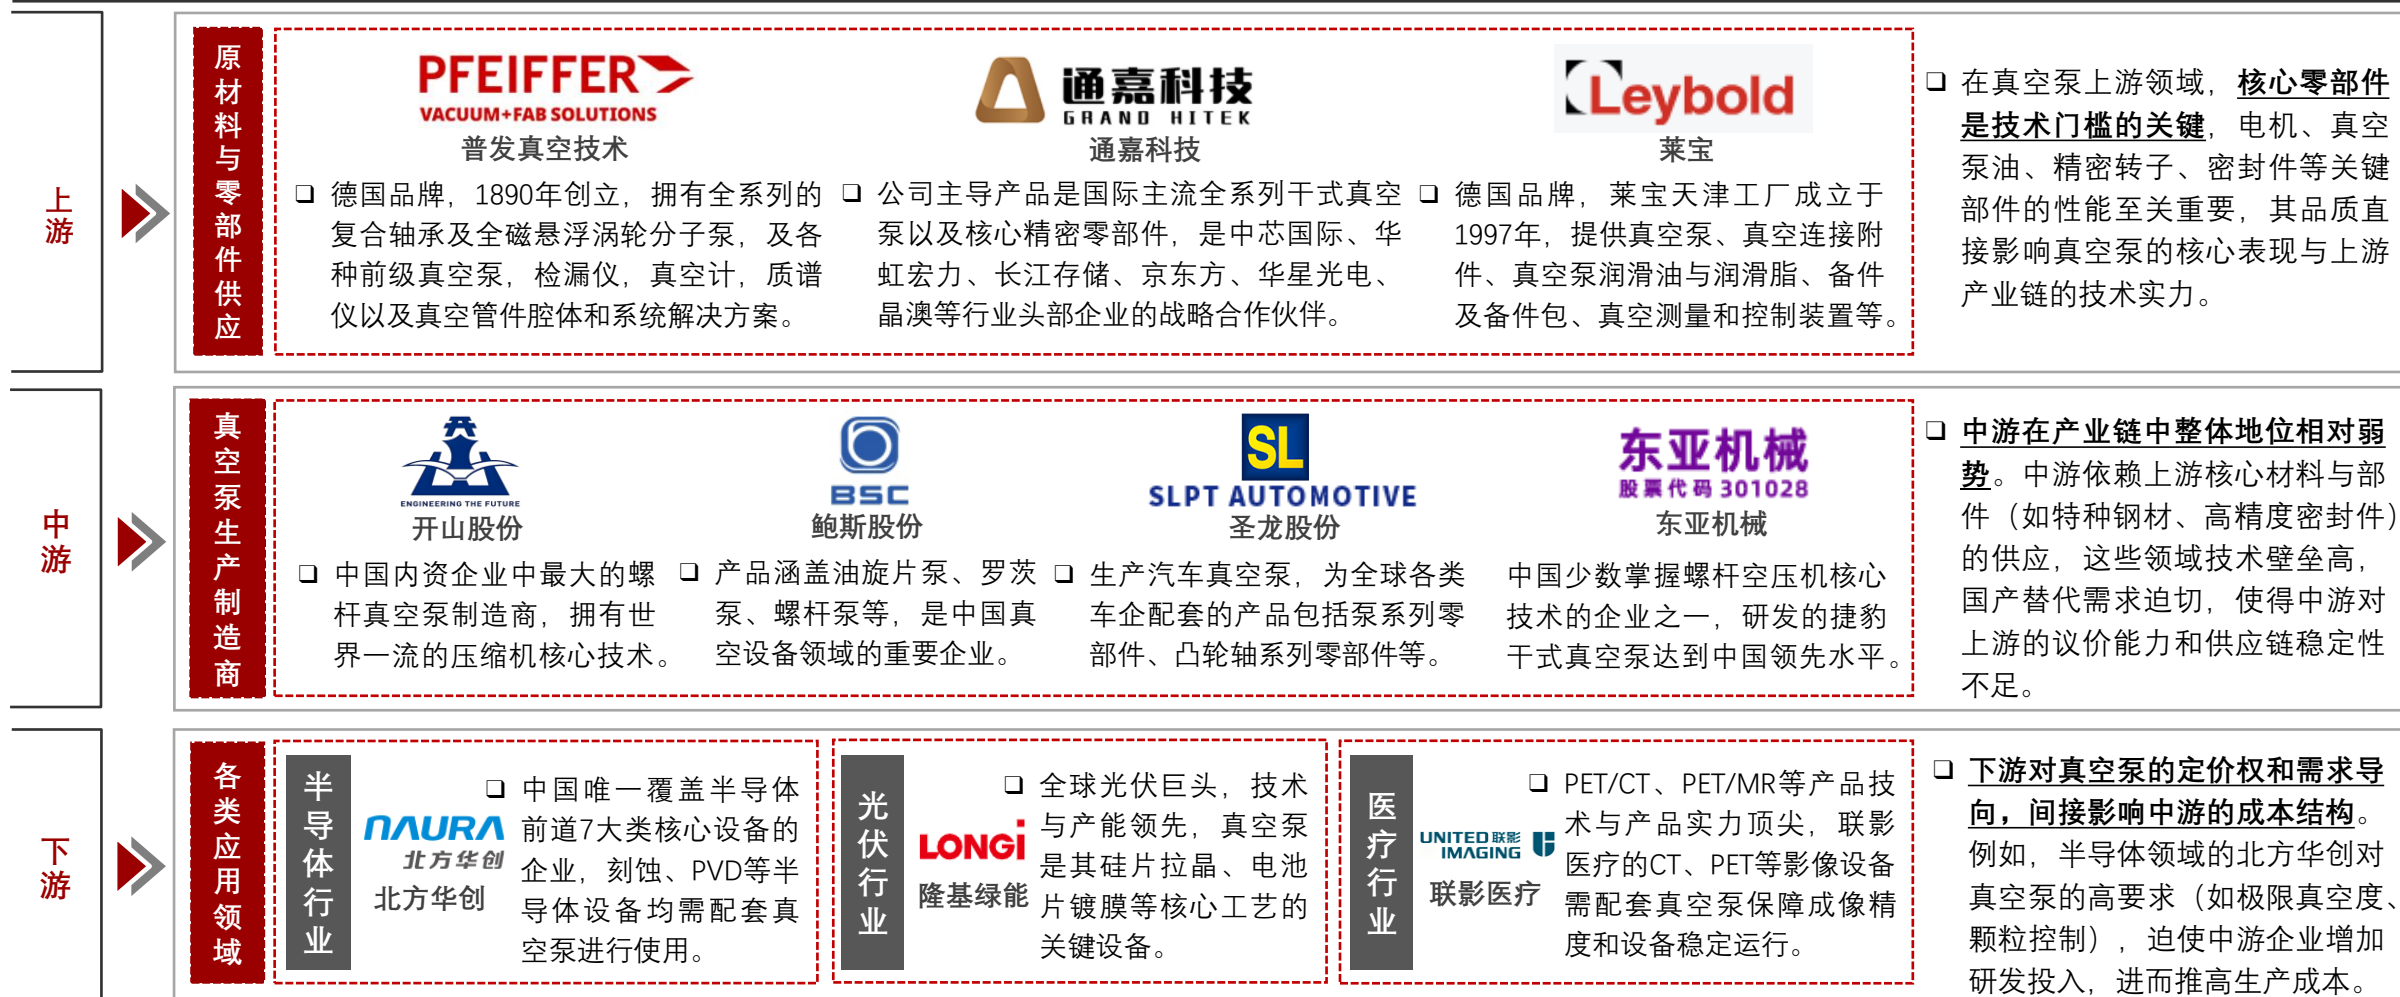 上游
原材料与零部件供应
PFEIFFER
VACUUM+FAB SOLUTIONS
普发真空技术
❑ 德国品牌，1890年创立，拥有全系列的
复合轴承及全磁悬浮涡轮分子泵，及各
种前级真空泵，检漏仪，真空计，质谱
仪以及真空管件腔体和系统解决方案。
通嘉科技
GRAND HITEK
通嘉科技
❑ 公司主导产品是国际主流全系列干式真空
泵以及核心精密零部件，是中芯国际、华
虹宏力、长江存储、京东方、华星光电、
晶澳等行业头部企业的战略合作伙伴。
Leybold
莱宝
❑ 德国品牌，莱宝天津工厂成立于
1997年，提供真空泵、真空连接附
件、真空泵润滑油与润滑脂、备件
及备件包、真空测量和控制装置等。
❑ 在真空泵上游领域，核心零部件
是技术门槛的关键，电机、真空
泵油、精密转子、密封件等关键
部件的性能至关重要，其品质直
接影响真空泵的核心表现与上游
产业链的技术实力。
中游
真空泵生产制造商
ENGINEERING THE FUTURE
开山股份
❑ 中国内资企业中最大的螺
杆真空泵制造商，拥有世
界一流的压缩机核心技术。
BSC
鲍斯股份
❑ 产品涵盖油旋片泵、罗茨
泵、螺杆泵等，是中国真
空设备领域的重要企业。
SL
SLPT AUTOMOTIVE
圣龙股份
❑ 生产汽车真空泵，为全球各类
车企配套的产品包括泵系列零
部件、凸轮轴系列零部件等。
东亚机械
股票代码 301028
东亚机械
中国少数掌握螺杆空压机核心
技术的企业之一，研发的捷豹
干式真空泵达到中国领先水平。
❑ 中游在产业链中整体地位相对弱
势。中游依赖上游核心材料与部
件（如特种钢材、高精度密封件）
的供应，这些领域技术壁垒高，
国产替代需求迫切，使得中游对
上游的议价能力和供应链稳定性
不足。
下游
各类应用领域
半导体行业
NAURA
北方华创
北方华创
❑ 中国唯一覆盖半导体
前道7大类核心设备的
企业，刻蚀、PVD等半
导体设备均需配套真
空泵进行使用。
光伏行业
LONGi
隆基绿能
❑ 全球光伏巨头，技术
与产能领先，真空泵
是其硅片拉晶、电池
片镀膜等核心工艺的
关键设备。
医疗行业
UNITED 联影
IMAGING
联影医疗
❑ PET/CT、PET/MR等产品技
术与产品实力顶尖，联影
医疗的CT、PET等影像设备
需配套真空泵保障成像精
度和设备稳定运行。
❑ 下游对真空泵的定价权和需求导
向，间接影响中游的成本结构。
例如，半导体领域的北方华创对
真空泵的高要求（如极限真空度、
颗粒控制），迫使中游企业增加
研发投入，进而推高生产成本。